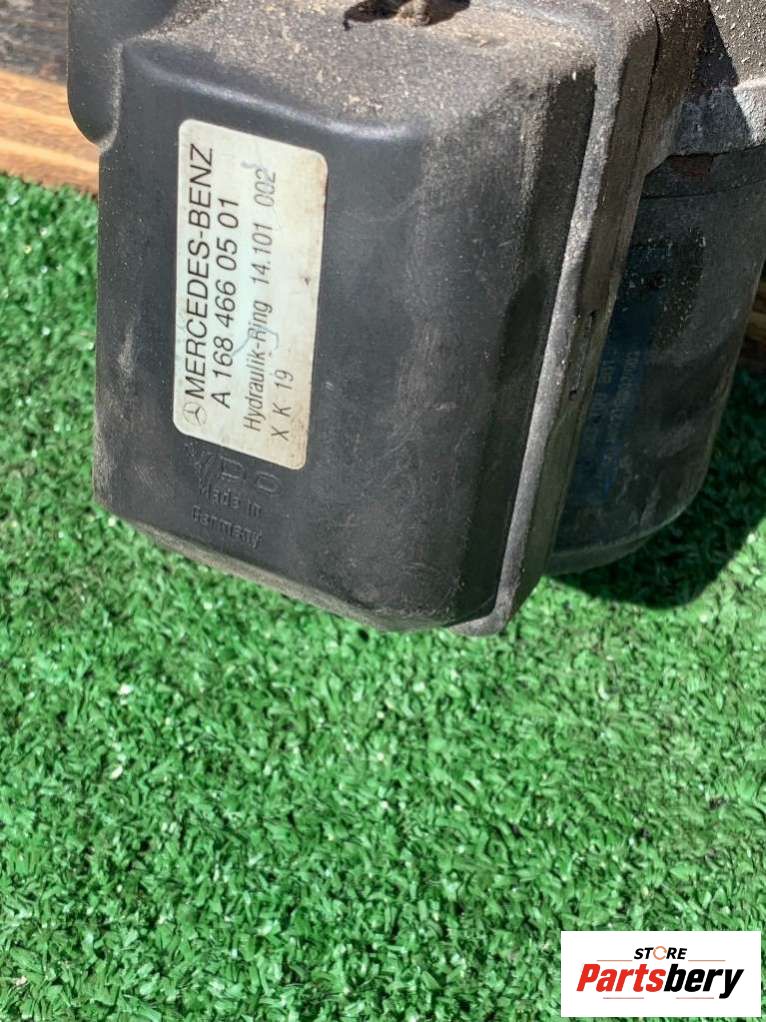 MERCEDES-BENZ
A 168 466 05 01
Hydraulik-Ring 14.101 002
X K 19
VDO
Made in
Germany
STORE
Partsbery